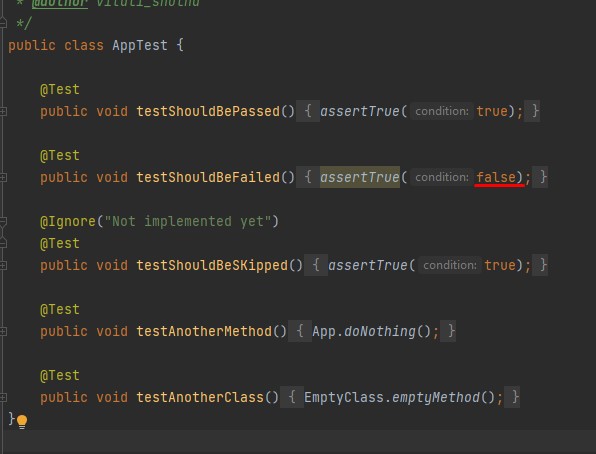 * @author vitali_shulha
*/
public class AppTest {
@Test
public void testShouldBePassed() { assertTrue( condition: true); }
@Test
public void testShouldBeFailed() { assertTrue( condition: false); }
@Ignore("Not implemented yet")
@Test
public void testShouldBeSKipped() { assertTrue( condition: true); }
@Test
public void testAnotherMethod() { App.doNothing(); }
@Test
public void testAnotherClass() { EmptyClass.emptyMethod(); }
}